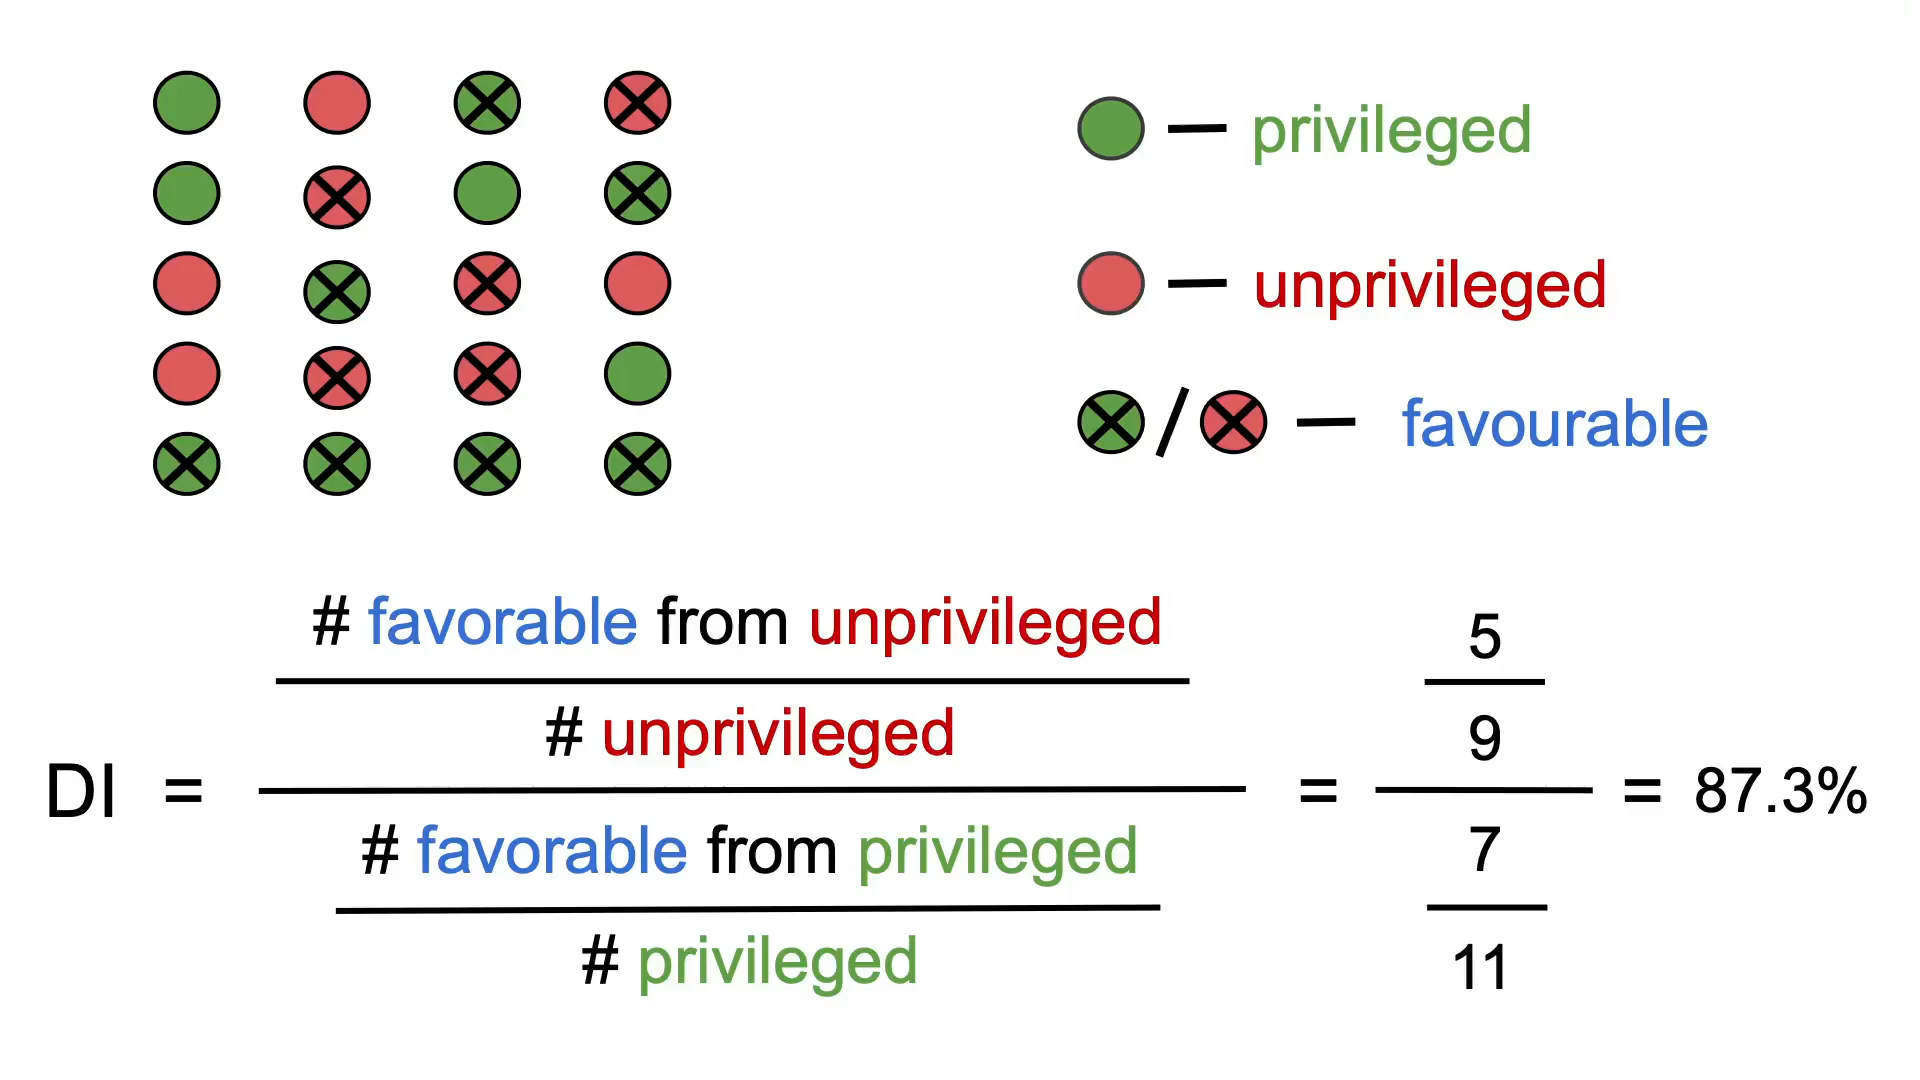 — privileged
— unprivileged
/ — favourable
# favorable from unprivileged
# unprivileged
DI =
# favorable from privileged
# privileged
=
5
9
7
11
= 87.3%